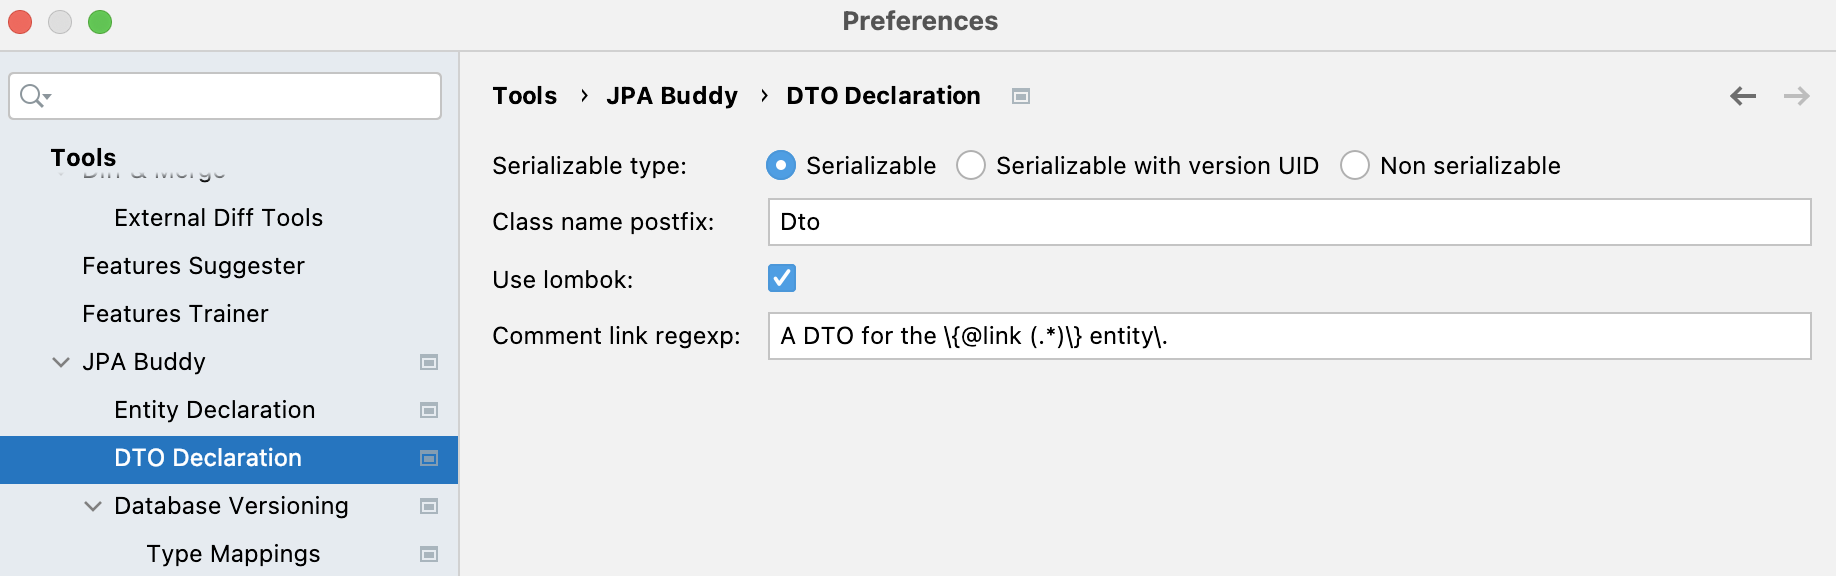 Preferences
Tools
Diff & Merge
External Diff Tools
Features Suggester
Features Trainer
JPA Buddy
Entity Declaration
DTO Declaration
Database Versioning
Type Mappings
Tools › JPA Buddy › DTO Declaration
Serializable type: Serializable Serializable with version UID Non serializable
Class name postfix: Dto
Use lombok:
Comment link regexp: A DTO for the \{@link (.*)\} entity\.